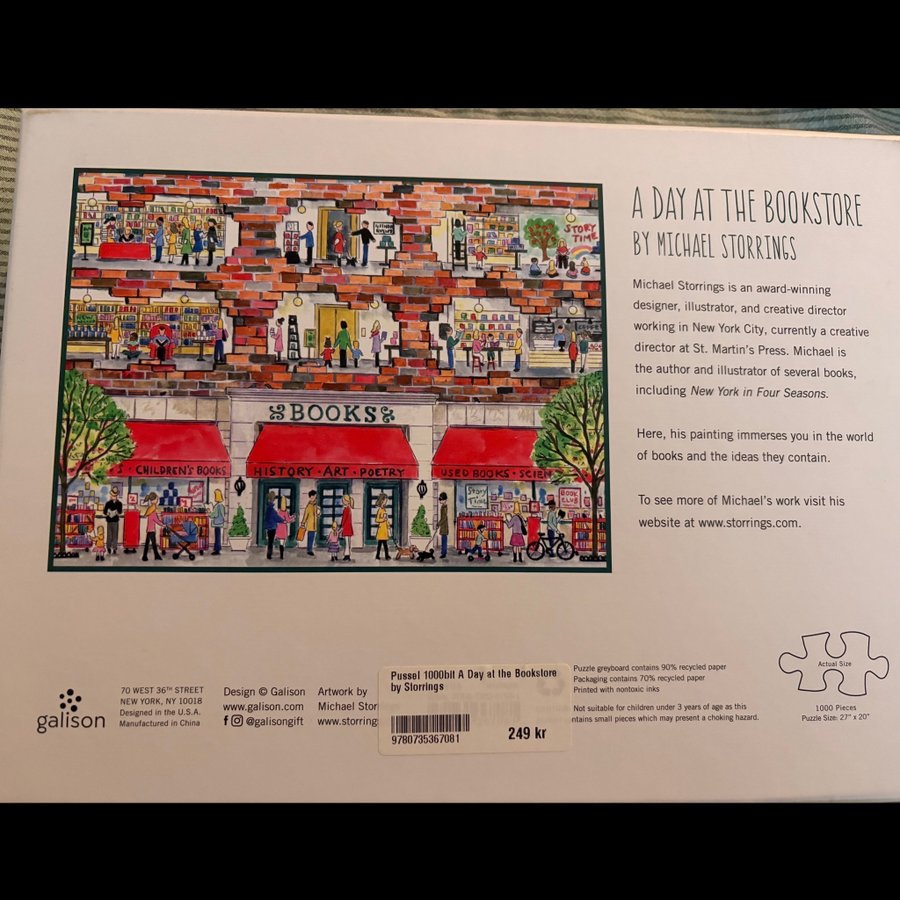 A DAY AT THE BOOKSTORE
BY MICHAEL STORRINGS
Michael Storrings is an award-winning
designer, illustrator, and creative director
working in New York City, currently a creative
director at St. Martin's Press. Michael is
the author and illustrator of several books,
including New York in Four Seasons.
Here, his painting immerses you in the world
of books and the ideas they contain.
To see more of Michael's work visit his
website at www.storrings.com.
STORY
TIME
BOOKS
CHILDREN'S BOOKS
HISTORY · ART · POETRY
USED BOOKS · SCIEN
Story
Time
BOOK
CLUB
galison
70 WEST 36TH STREET
NEW YORK, NY 10018
Designed in the U.S.A.
Manufactured in China
Design © Galison
www.galison.com
@galisongift
Artwork by
Michael Stor
www.storrings
Pussel 1000bit A Day at the Bookstore
by Storrings
9780735367081
249 kr
Puzzle greyboard contains 90% recycled paper
Packaging contains 70% recycled paper
Printed with nontoxic inks
Not suitable for children under 3 years of age as this
ntains small pieces which may present a choking hazard.
Actual Size
1000 Pieces
Puzzle Size: 27" x 20"